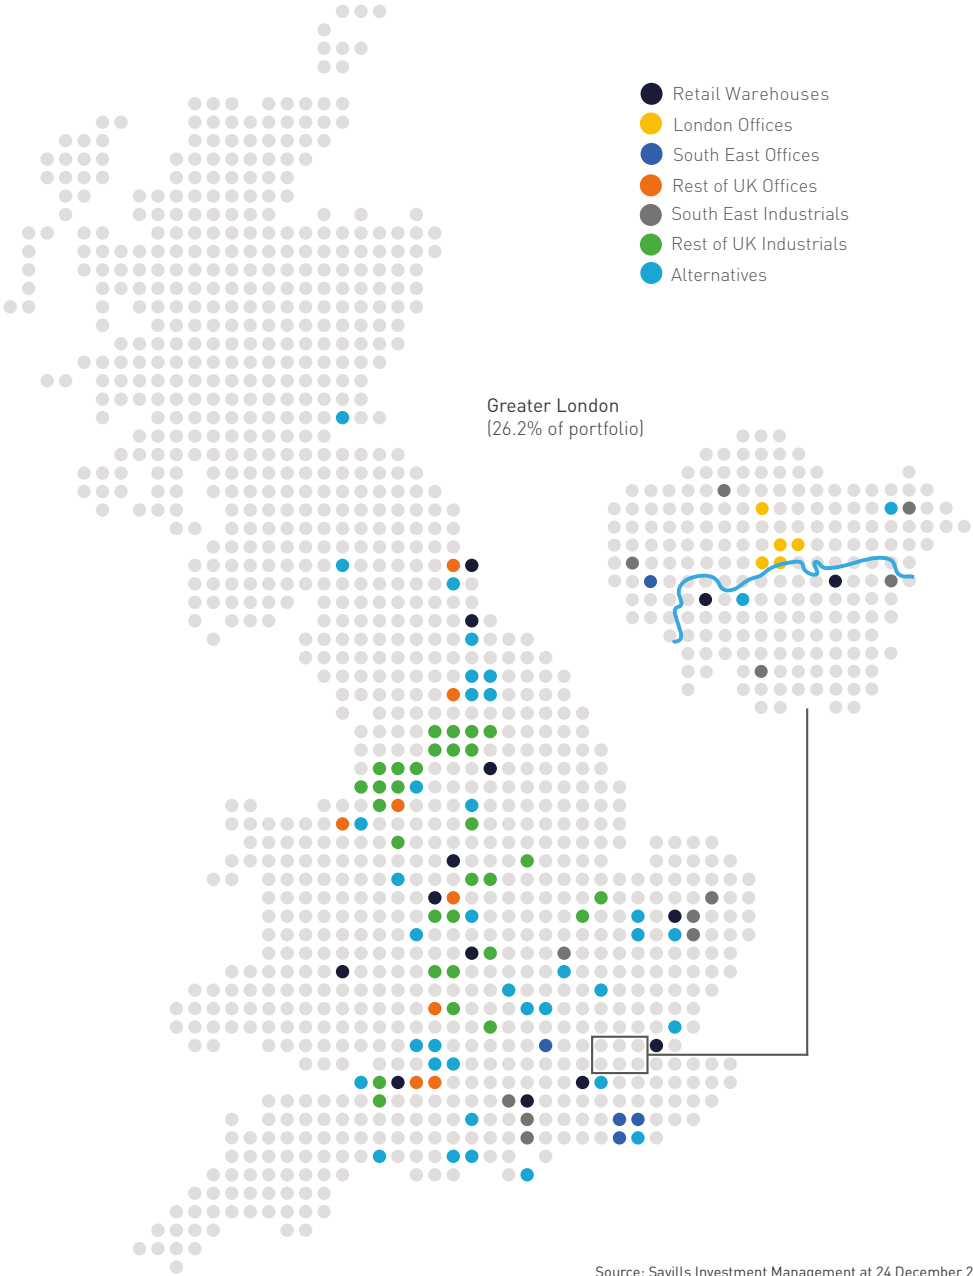 Retail Warehouses
London Offices
South East Offices
Rest of UK Offices
South East Industrials
Rest of UK Industrials
Alternatives
Greater London
(26.2% of portfolio)
Source: Savills Investment Management at 24 December 2